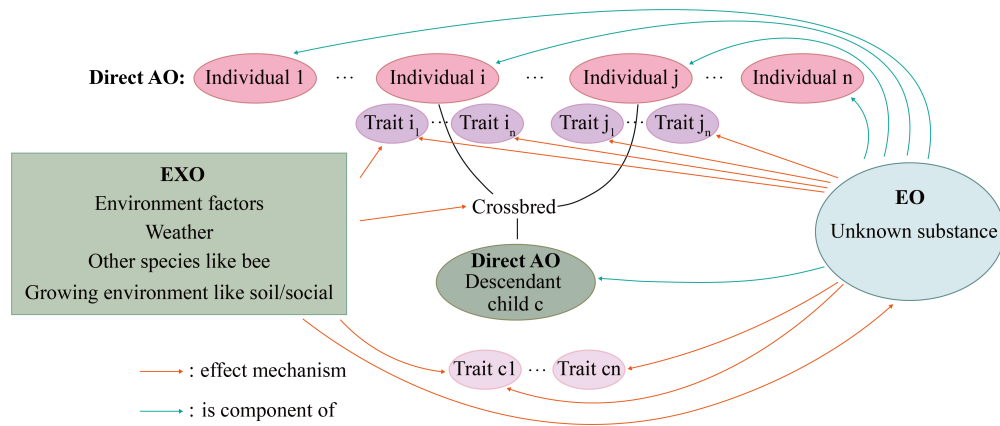 Direct AO: Individual 1 ... Individual i ... Individual j ... Individual n
Trait i1 ... Trait in Trait j1 ... Trait jn
EXO
Environment factors
Weather
Other species like bee
Growing environment like soil/social
Crossbred
EO
Unknown substance
Direct AO
Descendant
child c
Trait c1 ... Trait cn
: effect mechanism
: is component of